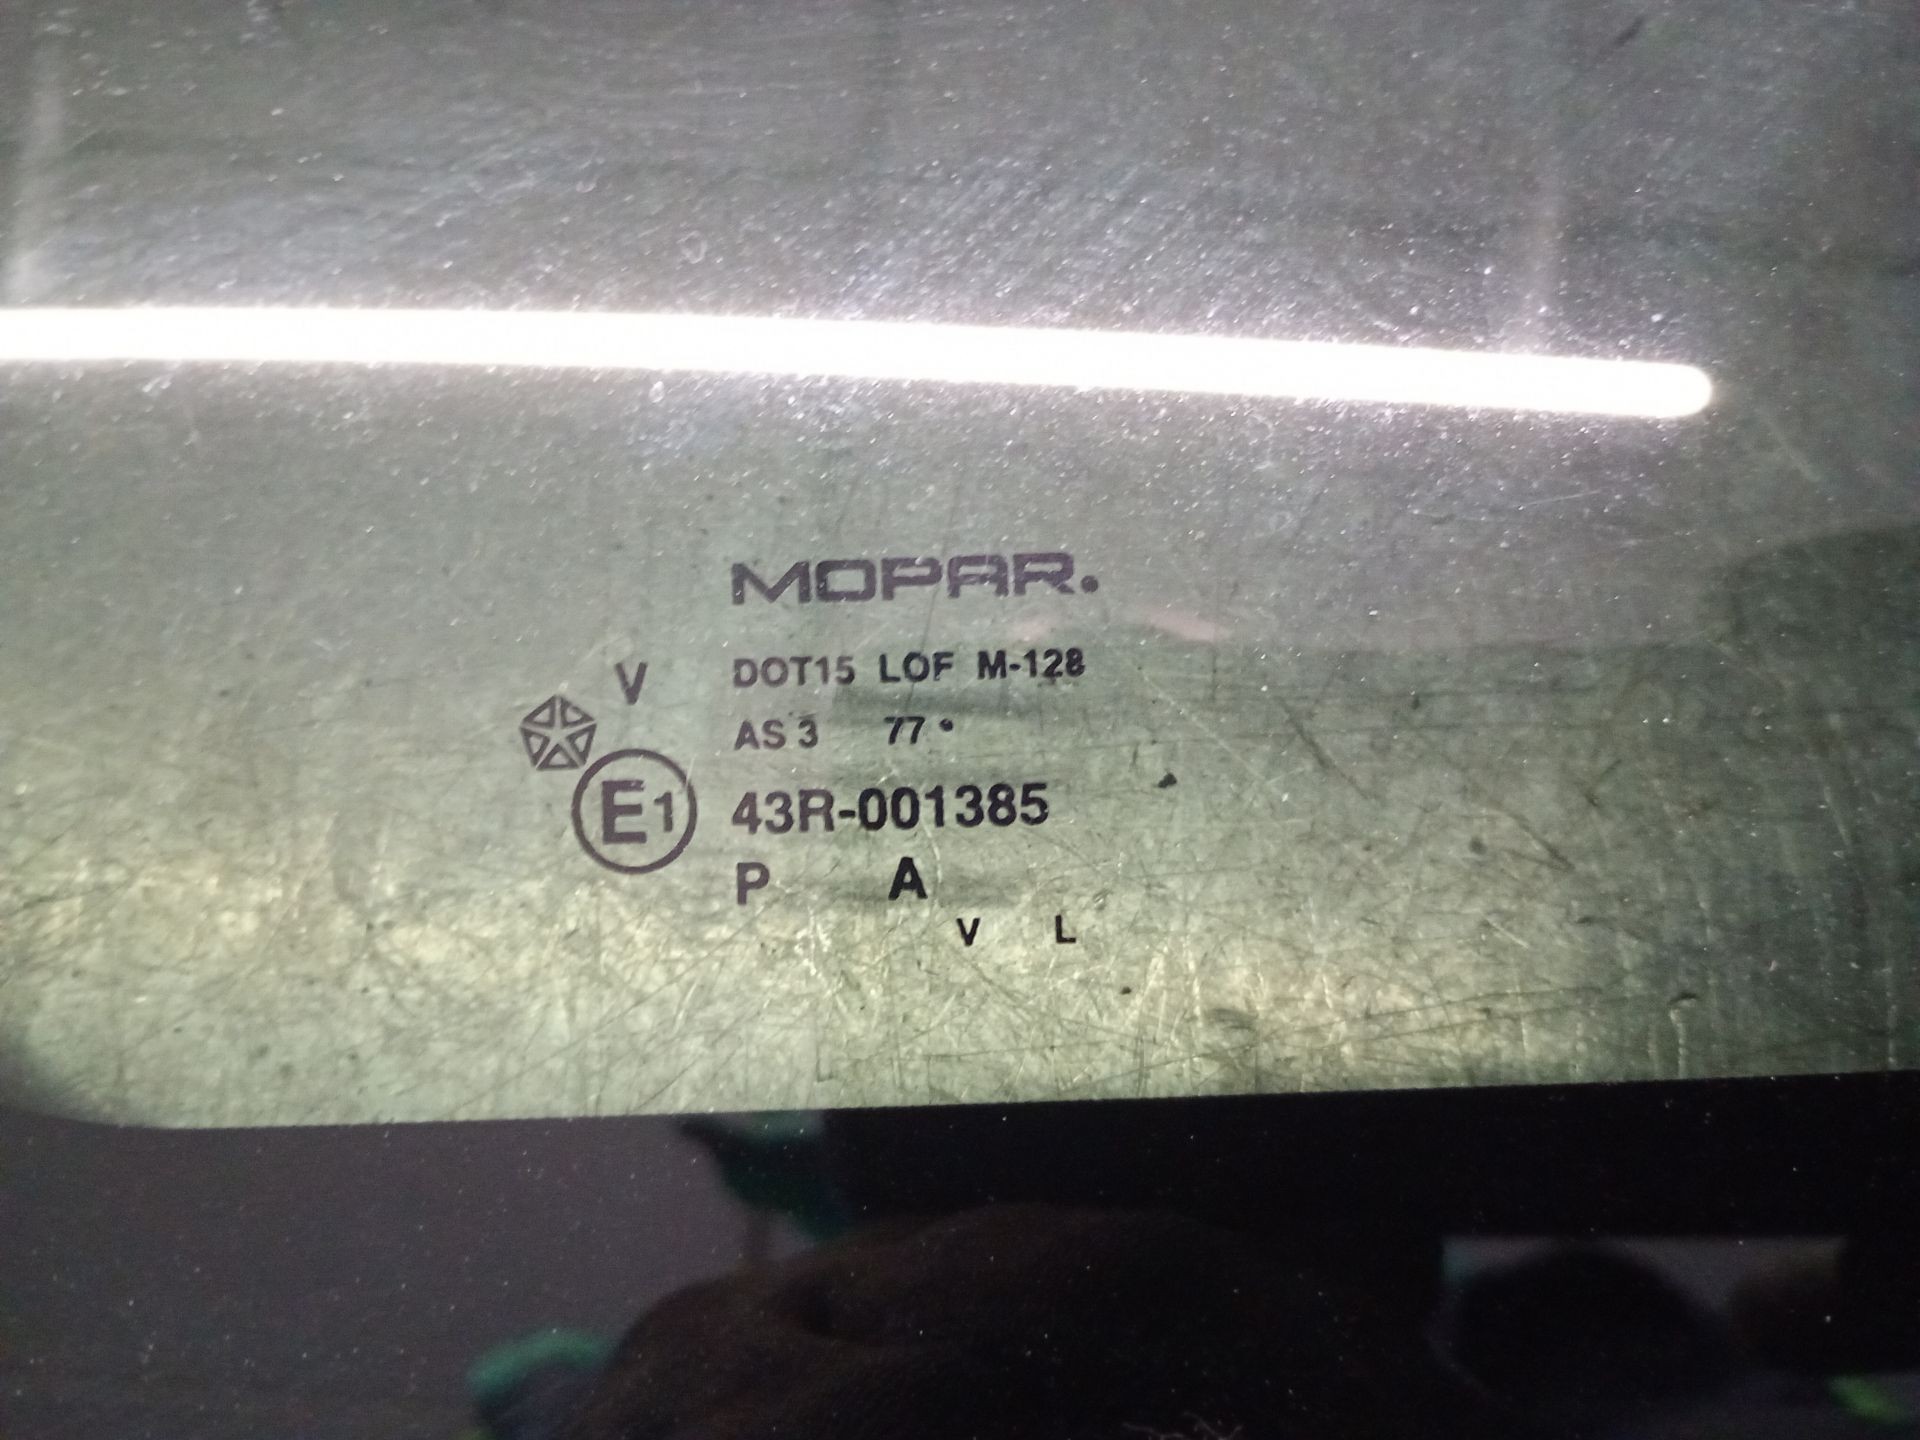 MOPAR.
V DOT15 LOF M-128
AS 3 77°
E1 43R-001385
P A
V L